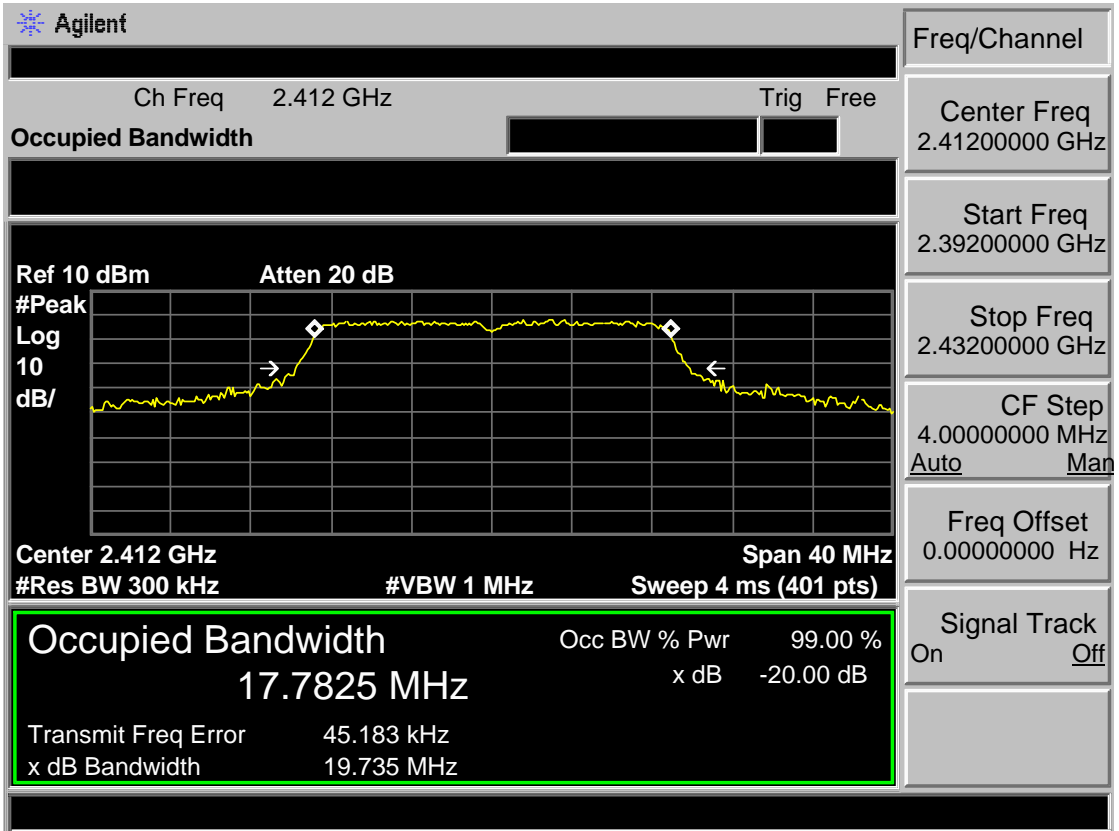 Agilent
Freq/Channel
Ch Freq 2.412 GHz Trig Free
Occupied Bandwidth
Center Freq
2.41200000 GHz
Start Freq
2.39200000 GHz
Stop Freq
2.43200000 GHz
CF Step
4.00000000 MHz
Auto Man
Freq Offset
0.00000000 Hz
Signal Track
On Off
Ref 10 dBm Atten 20 dB
#Peak
Log
10
dB/
Center 2.412 GHz Span 40 MHz
#Res BW 300 kHz #VBW 1 MHz Sweep 4 ms (401 pts)
Occupied Bandwidth Occ BW % Pwr 99.00 %
17.7825 MHz x dB -20.00 dB
Transmit Freq Error 45.183 kHz
x dB Bandwidth 19.735 MHz